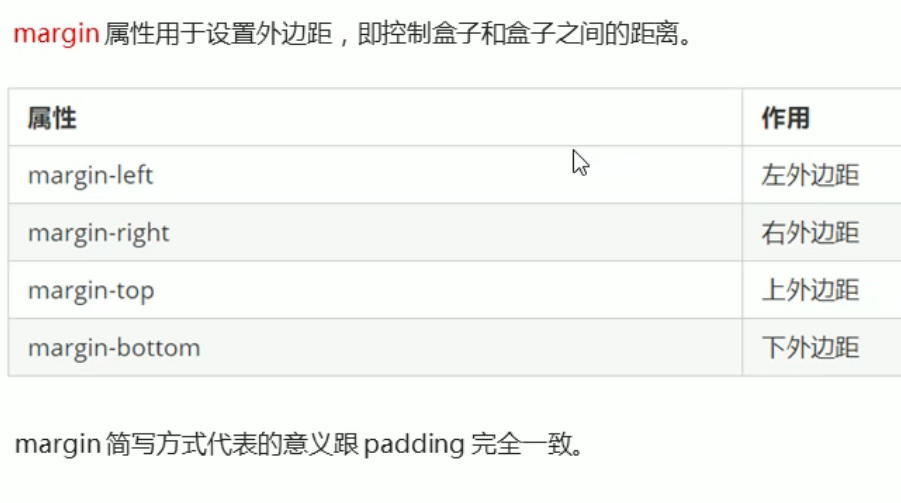 margin 属性用于设置外边距，即控制盒子和盒子之间的距离。
属性 作用
margin-left 左外边距
margin-right 右外边距
margin-top 上外边距
margin-bottom 下外边距
margin 简写方式代表的意义跟 padding 完全一致。